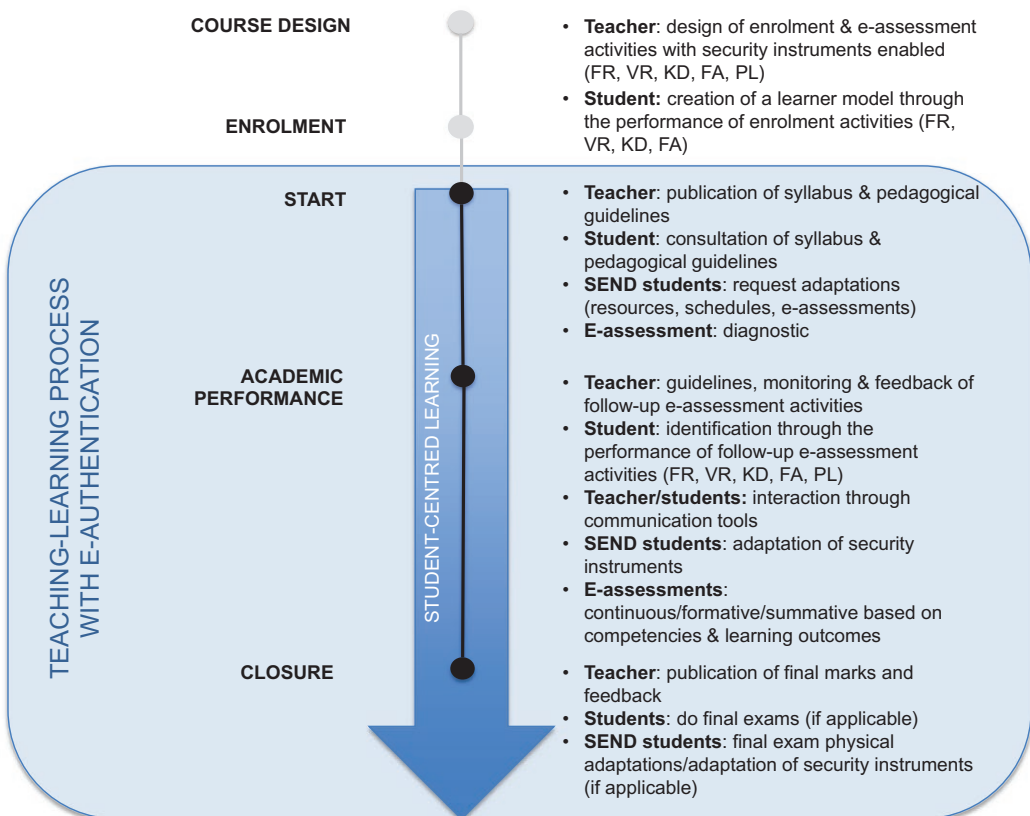 COURSE DESIGN
• Teacher: design of enrolment & e-assessment
activities with security instruments enabled
(FR, VR, KD, FA, PL)
• Student: creation of a learner model through
the performance of enrolment activities (FR,
VR, KD, FA)
ENROLMENT
START
• Teacher: publication of syllabus & pedagogical
guidelines
• Student: consultation of syllabus &
pedagogical guidelines
• SEND students: request adaptations
(resources, schedules, e-assessments)
• E-assessment: diagnostic
ACADEMIC
PERFORMANCE
• Teacher: guidelines, monitoring & feedback of
follow-up e-assessment activities
• Student: identification through the
performance of follow-up e-assessment
activities (FR, VR, KD, FA, PL)
• Teacher/students: interaction through
communication tools
• SEND students: adaptation of security
instruments
• E-assessments:
continuous/formative/summative based on
competencies & learning outcomes
CLOSURE
• Teacher: publication of final marks and
feedback
• Students: do final exams (if applicable)
• SEND students: final exam physical
adaptations/adaptation of security instruments
(if applicable)
TEACHING-LEARNING PROCESS
WITH E-AUTHENTICATION
STUDENT-CENTRED LEARNING